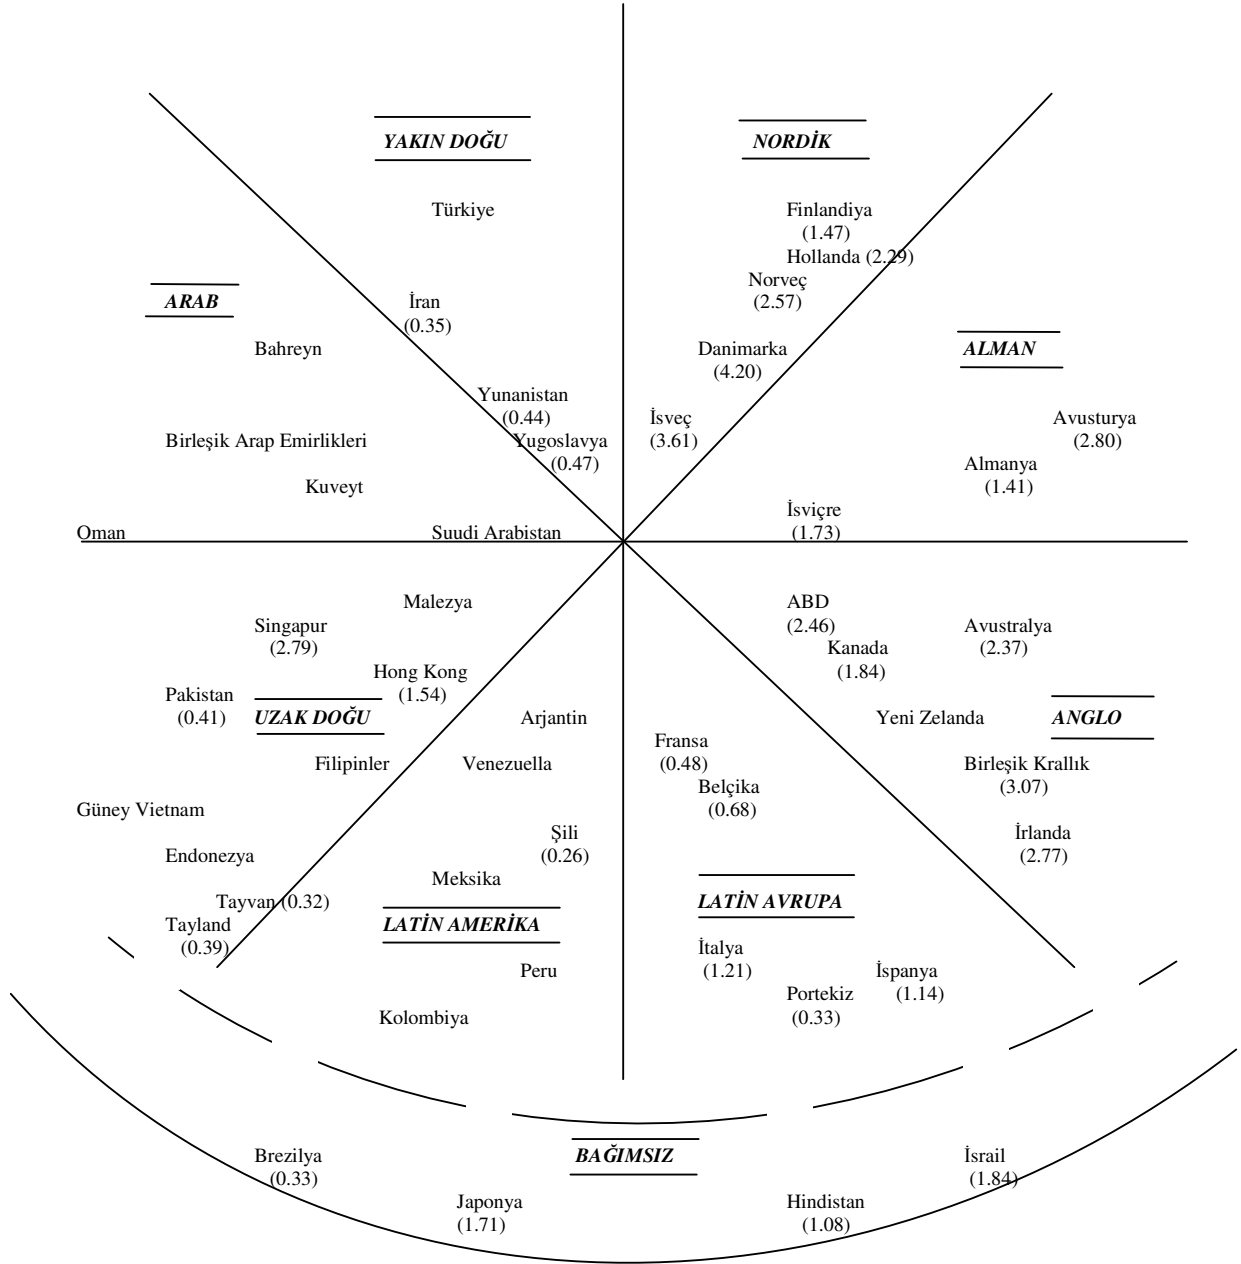 YAKIN DOĞU
Türkiye
İran
(0.35)
Yunanistan
(0.44)
Yugoslavya
(0.47)
NORDİK
Finlandiya
(1.47)
Hollanda (2.29)
Norveç
(2.57)
Danimarka
(4.20)
İsveç
(3.61)
ARAB
Bahreyn
Birleşik Arap Emirlikleri
Kuveyt
Oman
Suudi Arabistan
ALMAN
Avusturya
(2.80)
Almanya
(1.41)
İsviçre
(1.73)
Malezya
Singapur
(2.79)
Hong Kong
(1.54)
Pakistan
(0.41)
UZAK DOĞU
Filipinler
Güney Vietnam
Endonezya
Tayvan (0.32)
Tayland
(0.39)
Arjantin
Venezuella
Şili
(0.26)
Meksika
LATİN AMERİKA
Peru
Kolombiya
Fransa
(0.48)
Belçika
(0.68)
LATİN AVRUPA
İtalya
(1.21)
İspanya
(1.14)
Portekiz
(0.33)
ABD
(2.46)
Avustralya
(2.37)
Kanada
(1.84)
Yeni Zelanda
ANGLO
Birleşik Krallık
(3.07)
İrlanda
(2.77)
BAĞIMSIZ
Brezilya
(0.33)
Japonya
(1.71)
Hindistan
(1.08)
İsrail
(1.84)